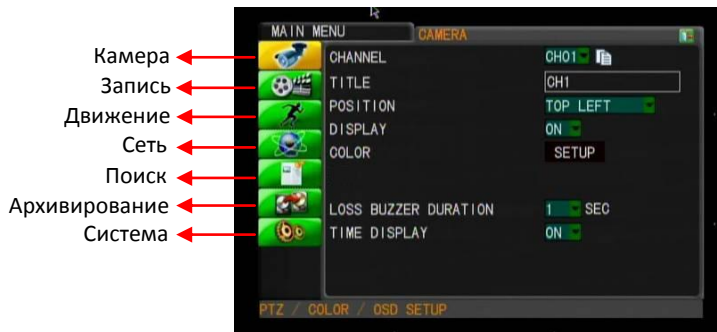 MAIN MENU CAMERA
Камера CHANNEL CH01
Запись TITLE CH1
Движение POSITION TOP LEFT
DISPLAY ON
Сеть COLOR SETUP
Поиск
Архивирование LOSS BUZZER DURATION 1 SEC
Система TIME DISPLAY ON
PTZ / COLOR / OSD SETUP